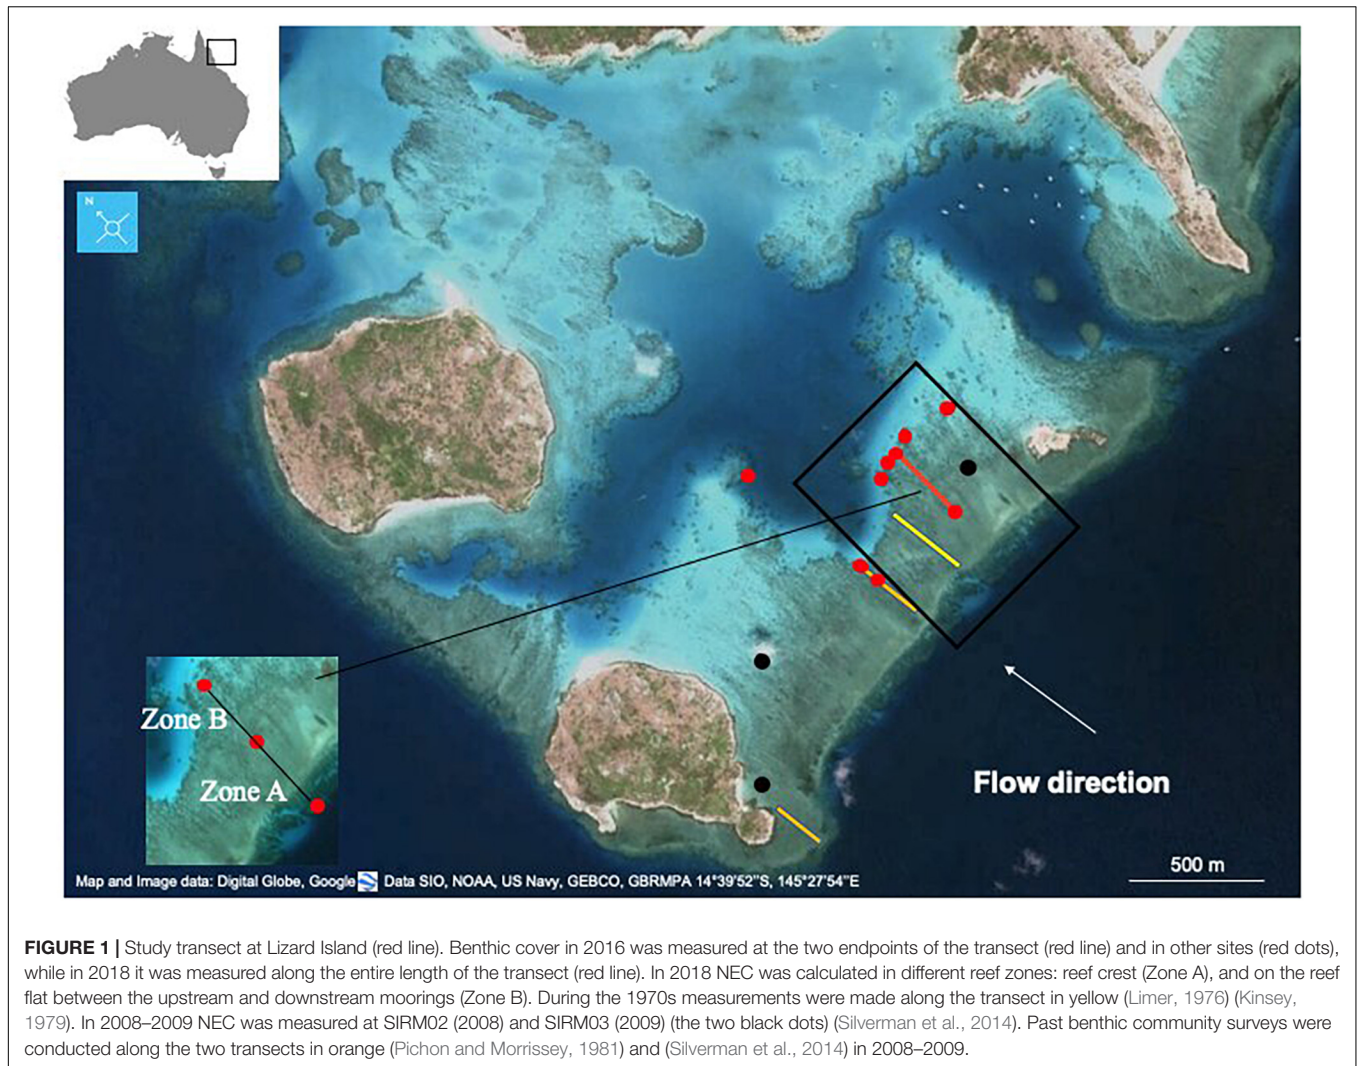 N
Zone B
Zone A
Flow direction
500 m
Map and Image data: Digital Globe, Google Data SIO, NOAA, US Navy, GEBCO, GBRMPA 14°39'52"S, 145°27'54"E
FIGURE 1 | Study transect at Lizard Island (red line). Benthic cover in 2016 was measured at the two endpoints of the transect (red line) and in other sites (red dots),
while in 2018 it was measured along the entire length of the transect (red line). In 2018 NEC was calculated in different reef zones: reef crest (Zone A), and on the reef
flat between the upstream and downstream moorings (Zone B). During the 1970s measurements were made along the transect in yellow (Limer, 1976) (Kinsey,
1979). In 2008–2009 NEC was measured at SIRM02 (2008) and SIRM03 (2009) (the two black dots) (Silverman et al., 2014). Past benthic community surveys were
conducted along the two transects in orange (Pichon and Morrissey, 1981) and (Silverman et al., 2014) in 2008–2009.